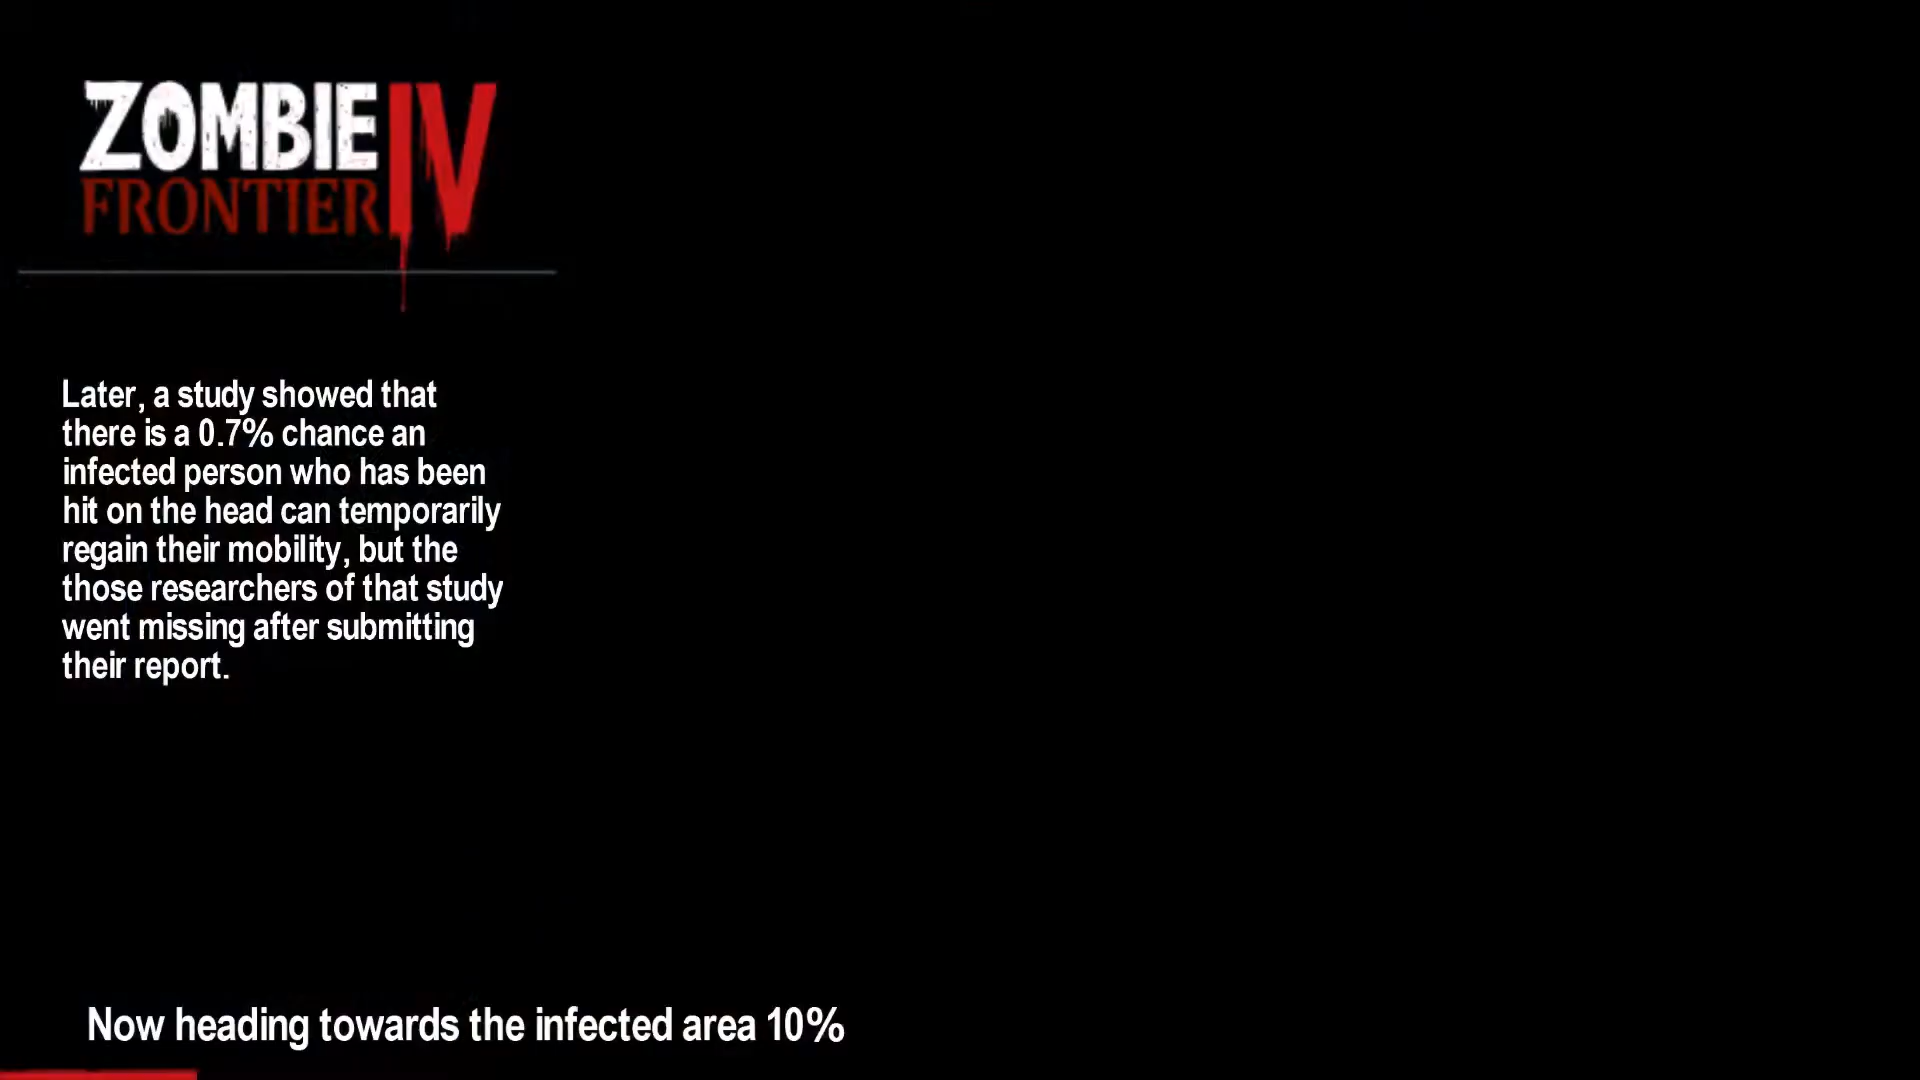 ZOMBIE IV
FRONTIER
Later, a study showed that
there is a 0.7% chance an
infected person who has been
hit on the head can temporarily
regain their mobility, but the
those researchers of that study
went missing after submitting
their report.
Now heading towards the infected area 10%